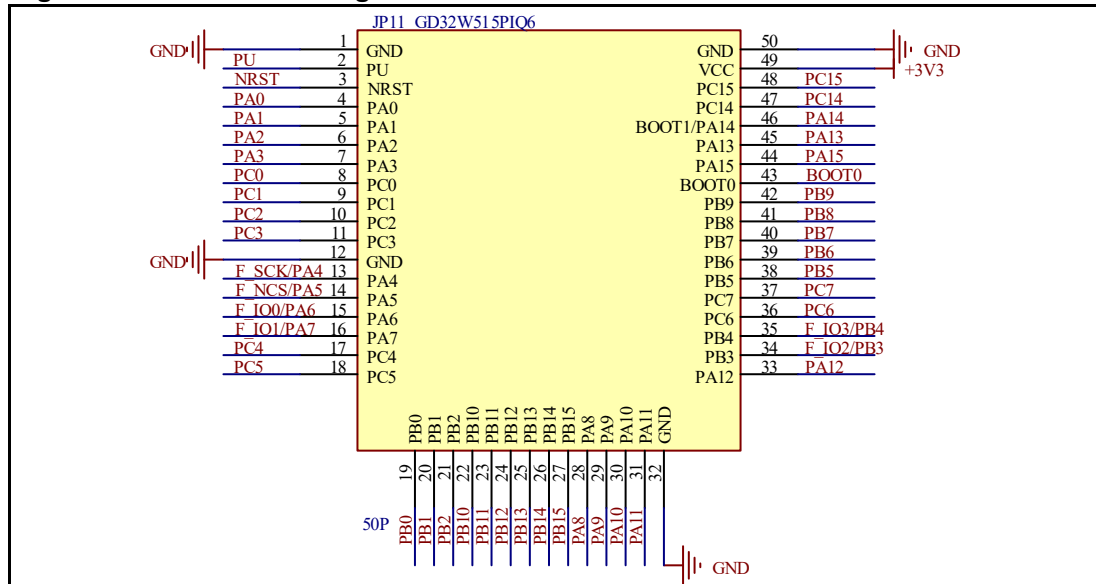 JP11 GD32W515PIQ6
GND 1 GND
PU 2 PU
NRST 3 NRST
PA0 4 PA0
PA1 5 PA1
PA2 6 PA2
PA3 7 PA3
PC0 8 PC0
PC1 9 PC1
PC2 10 PC2
PC3 11 PC3
GND 12 GND
F_SCK/PA4 13 PA4
F_NCS/PA5 14 PA5
F_IO0/PA6 15 PA6
F_IO1/PA7 16 PA7
PC4 17 PC4
PC5 18 PC5
GND 50 GND
VCC 49 +3V3
PC15 48 PC15
PC14 47 PC14
BOOT1/PA14 46 PA14
PA13 45 PA13
PA15 44 PA15
BOOT0 43 BOOT0
PB9 42 PB9
PB8 41 PB8
PB7 40 PB7
PB6 39 PB6
PB5 38 PB5
PC7 37 PC7
PC6 36 PC6
PB4 35 F_IO3/PB4
PB3 34 F_IO2/PB3
PA12 33 PA12
PB0 19 PB0
PB1 20 PB1
PB2 21 PB2
PB10 22 PB10
PB11 23 PB11
PB12 24 PB12
PB13 25 PB13
PB14 26 PB14
PB15 27 PB15
PA8 28 PA8
PA9 29 PA9
PA10 30 PA10
PA11 31 PA11
GND 32 GND
50P